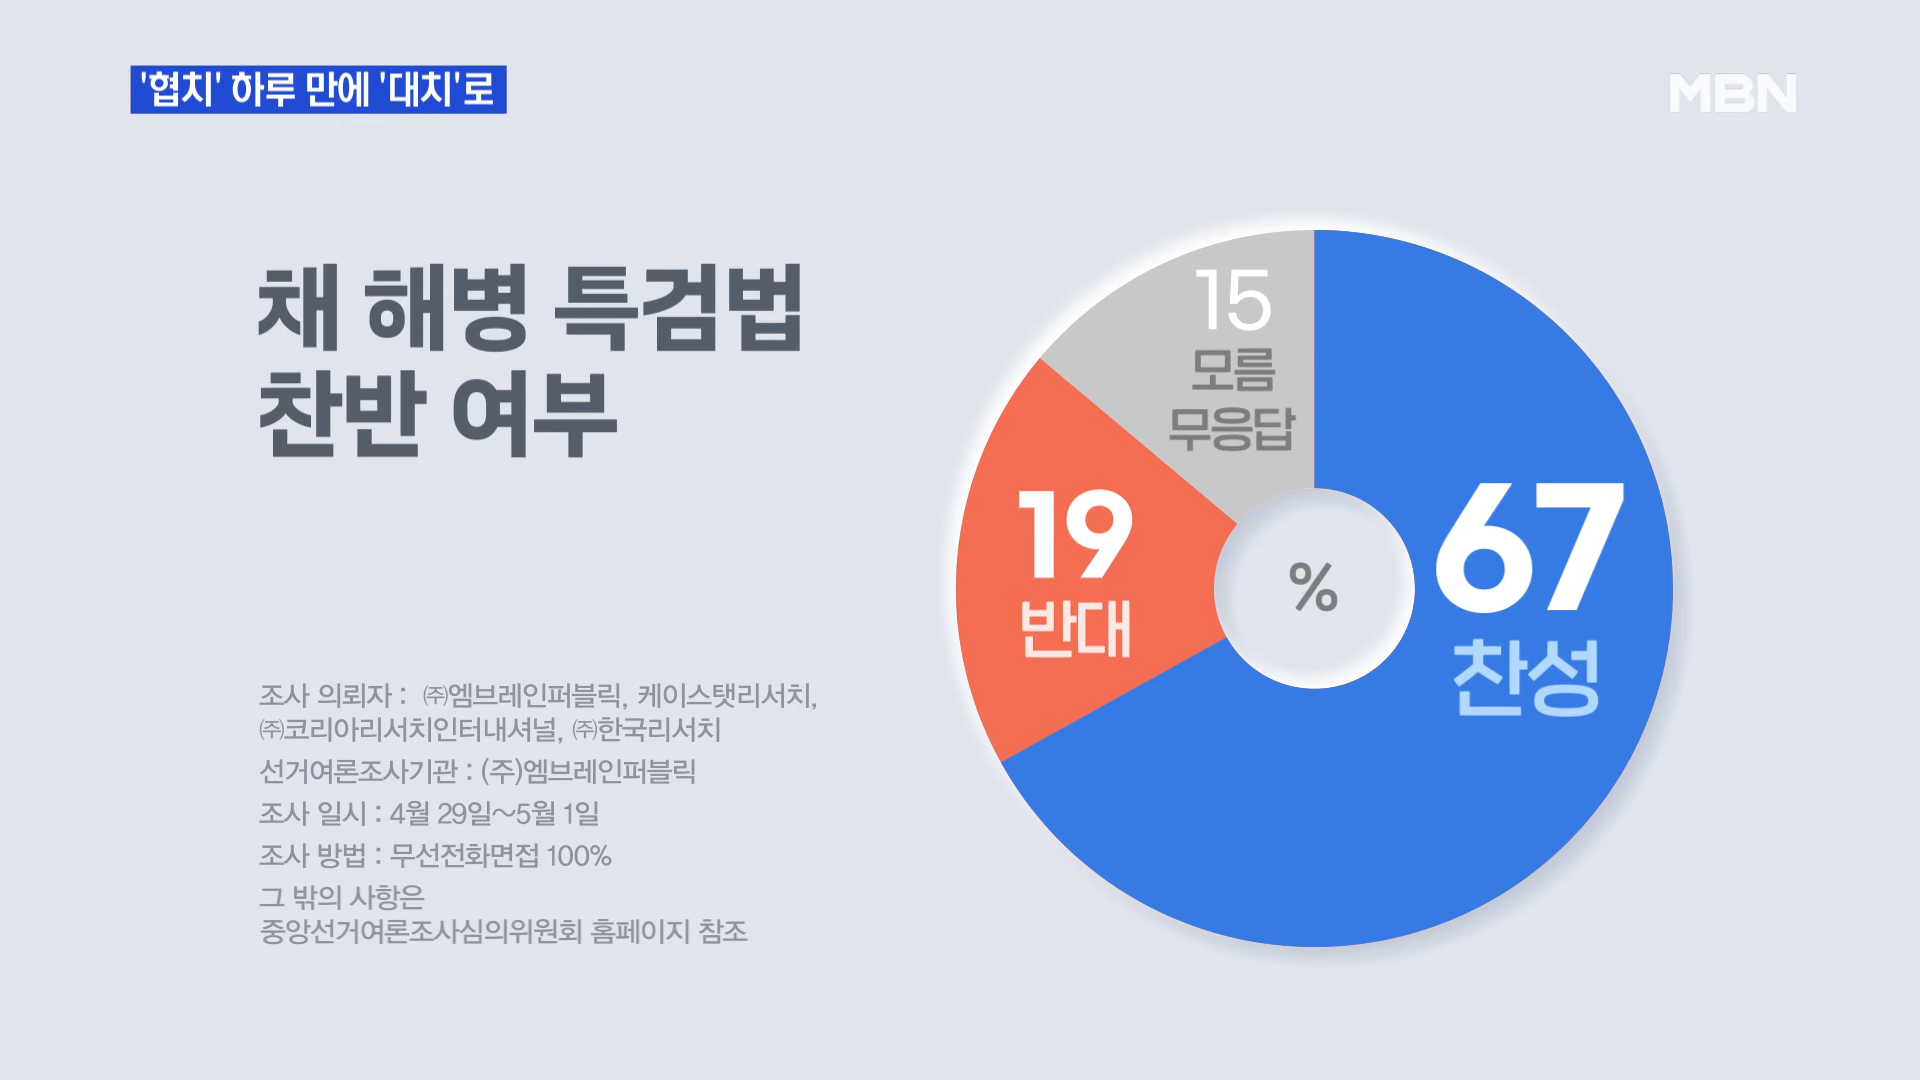 '협치' 하루 만에 '대치'로
MBN
채 해병 특검법
찬반 여부
15
모름
무응답
19
반대
%
67
찬성
조사 의뢰자 : ㈜엠브레인퍼블릭, 케이스탯리서치,
㈜코리아리서치인터내셔널, ㈜한국리서치
선거여론조사기관 : (주)엠브레인퍼블릭
조사 일시 : 4월 29일~5월 1일
조사 방법 : 무선전화면접 100%
그 밖의 사항은
중앙선거여론조사심의위원회 홈페이지 참조